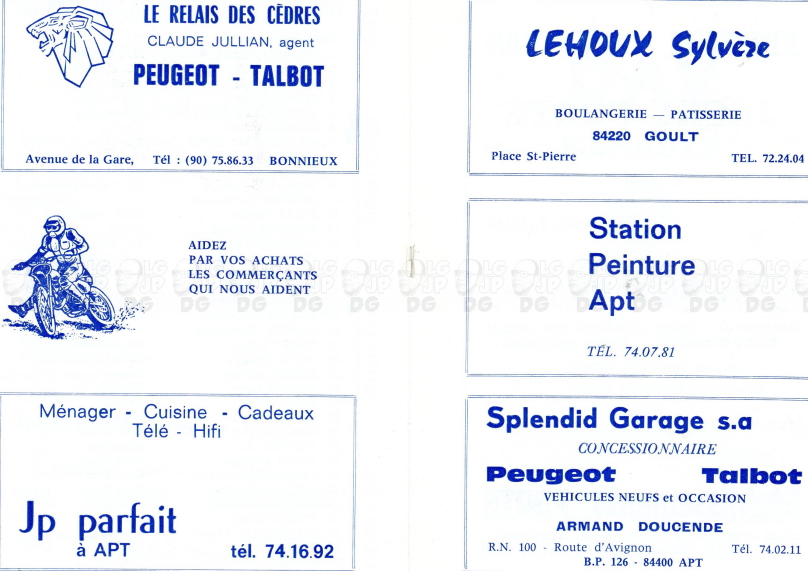 LE RELAIS DES CÈDRES
CLAUDE JULLIAN, agent
PEUGEOT - TALBOT
Avenue de la Gare, Tél : (90) 75.86.33 BONNIEUX
AIDEZ
PAR VOS ACHATS
LES COMMERÇANTS
QUI NOUS AIDENT
Ménager - Cuisine - Cadeaux
Télé - Hifi
Jp parfait
à APT tél. 74.16.92
LEHOUX Sylvère
BOULANGERIE — PATISSERIE
84220 GOULT
Place St-Pierre TEL. 72.24.04
Station
Peinture
Apt
TÉL. 74.07.81
Splendid Garage s.a
CONCESSIONNAIRE
Peugeot Talbot
VEHICULES NEUFS et OCCASION
ARMAND DOUCENDE
R.N. 100 - Route d'Avignon Tél. 74.02.11
B.P. 126 - 84400 APT